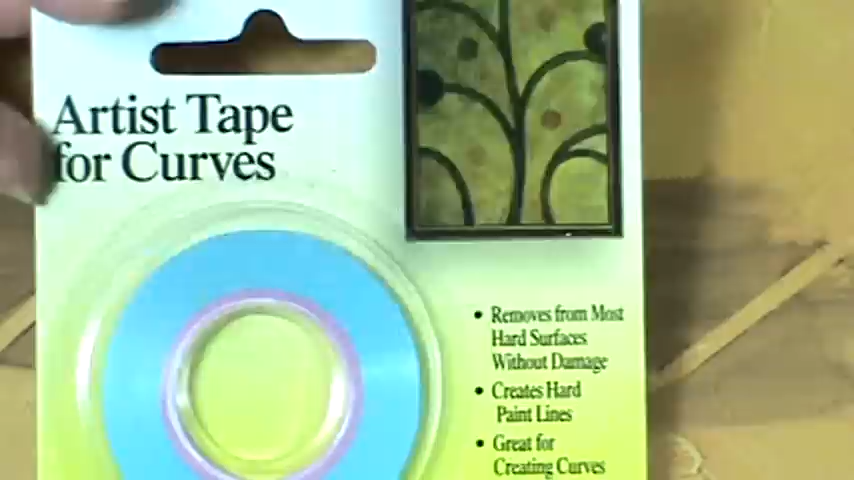 Artist Tape
for Curves
• Removes from Most
Hard Surfaces
Without Damage
• Creates Hard
Paint Lines
• Great for
Creating Curves